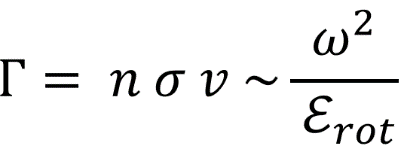 Γ = n σ v ~ ω² / ℰ_rot